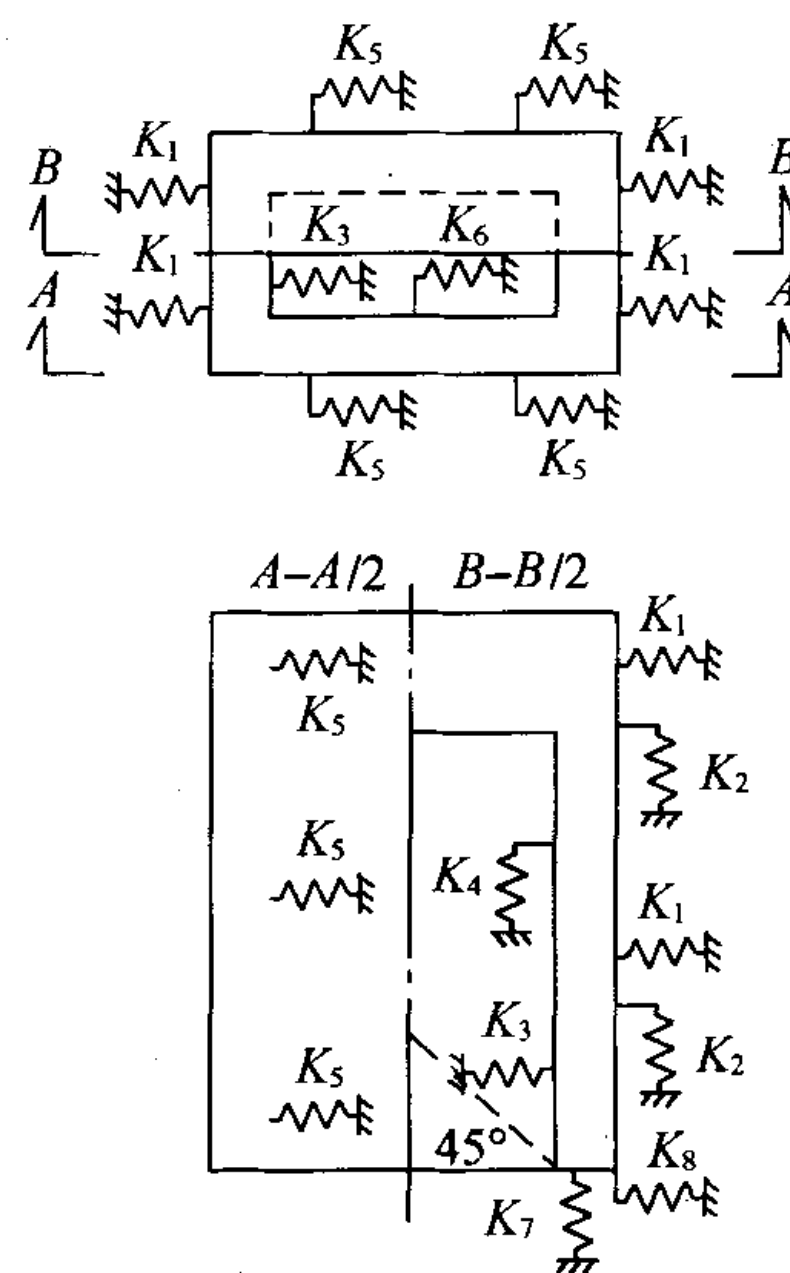 K₅ K₅
K₁ K₁
B B
K₃ K₆
K₁ K₁
A A
K₅ K₅
A–A/2 B–B/2
K₁
K₅
K₂
K₅
K₄
K₁
K₃
K₅
K₂
45°
K₈
K₇